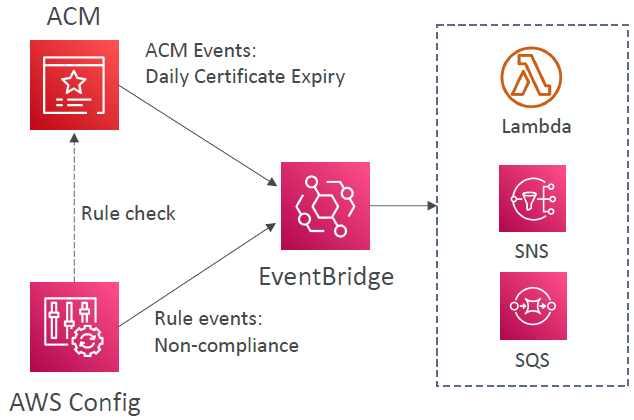 ACM
ACM Events:
Daily Certificate Expiry
Lambda
Rule check
SNS
EventBridge
Rule events:
Non-compliance
SQS
AWS Config